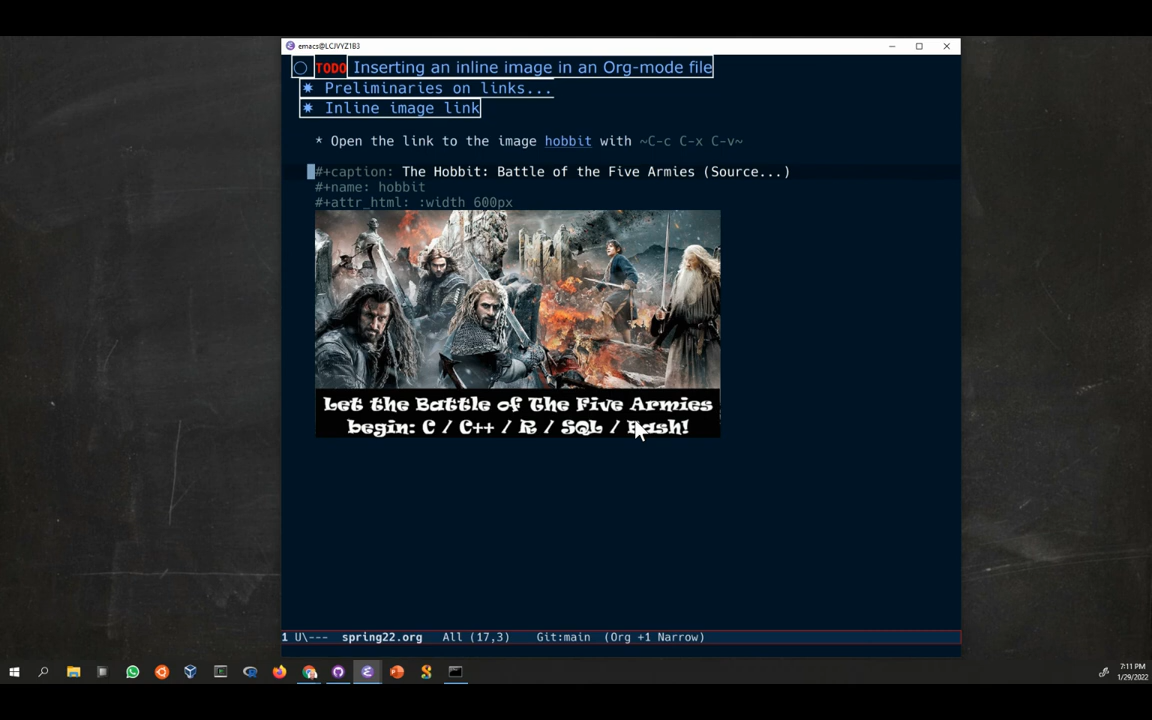 emacs@LCJVYZ1B3
TODO Inserting an inline image in an Org-mode file
Preliminaries on links...
Inline image link
* Open the link to the image hobbit with ~C-c C-x C-v~
#+caption: The Hobbit: Battle of the Five Armies (Source...)
#+name: hobbit
#+attr_html: :width 600px
Let the Battle of The Five Armies
begin: C / C++ / R / SQL / Bash!
1 U\--- spring22.org All (17,3) Git:main (Org +1 Narrow)
7:11 PM
1/29/2022